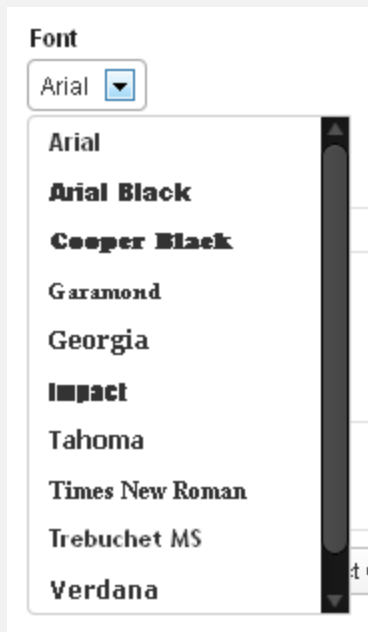 Font
Arial
Arial
Arial Black
Cooper Black
Garamond
Georgia
Impact
Tahoma
Times New Roman
Trebuchet MS
Verdana